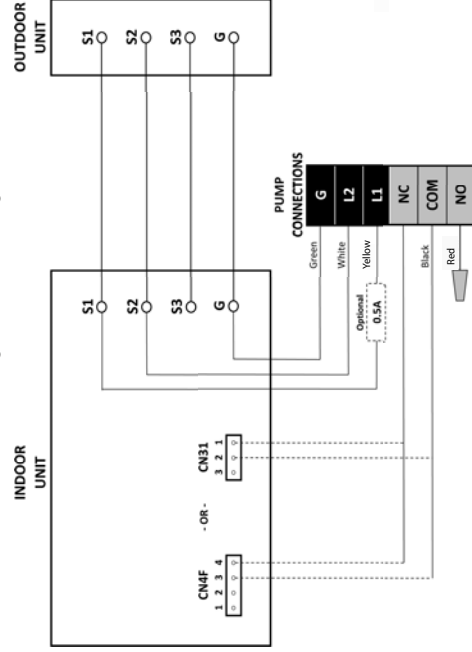 OUTDOOR
UNIT
S1
S2
S3
G
INDOOR
UNIT
S1
S2
S3
G
CN31
3 2 1
- OR -
CN4F
1 2 3 4
PUMP
CONNECTIONS
G
L2
L1
NC
COM
NO
Green
White
Yellow
Black
Red
Optional
0.5A